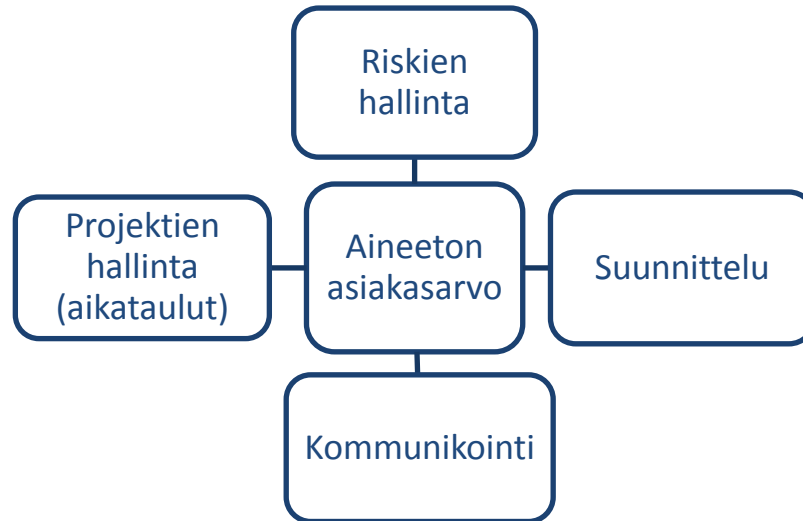 Riskien
hallinta
Projektien
hallinta
(aikataulut)
Aineeton
asiakasarvo
Suunnittelu
Kommunikointi